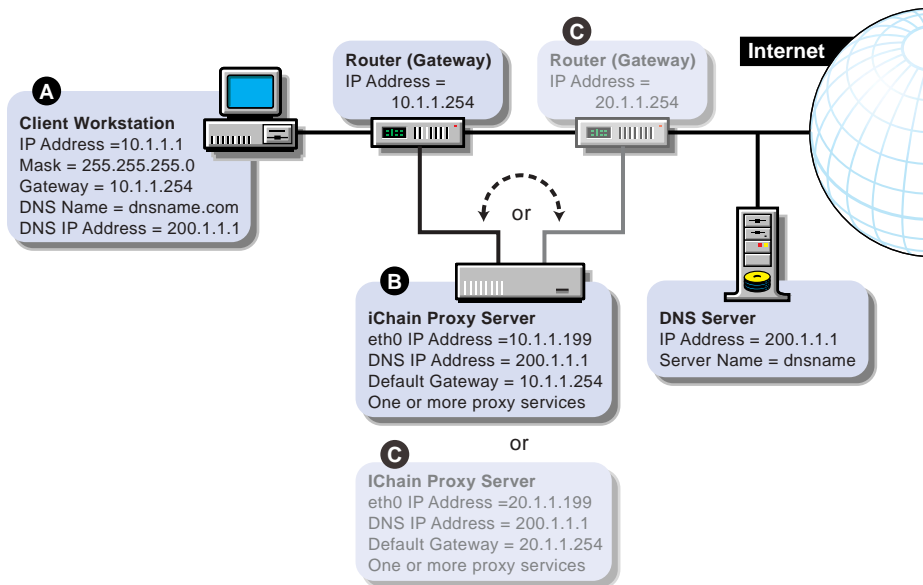 C
Router (Gateway)
IP Address =
10.1.1.254
Router (Gateway)
IP Address =
20.1.1.254
Internet
A
Client Workstation
IP Address =10.1.1.1
Mask = 255.255.255.0
Gateway = 10.1.1.254
DNS Name = dnsname.com
DNS IP Address = 200.1.1.1
or
B
iChain Proxy Server
eth0 IP Address =10.1.1.199
DNS IP Address = 200.1.1.1
Default Gateway = 10.1.1.254
One or more proxy services
DNS Server
IP Address = 200.1.1.1
Server Name = dnsname
or
C
IChain Proxy Server
eth0 IP Address =20.1.1.199
DNS IP Address = 200.1.1.1
Default Gateway = 20.1.1.254
One or more proxy services